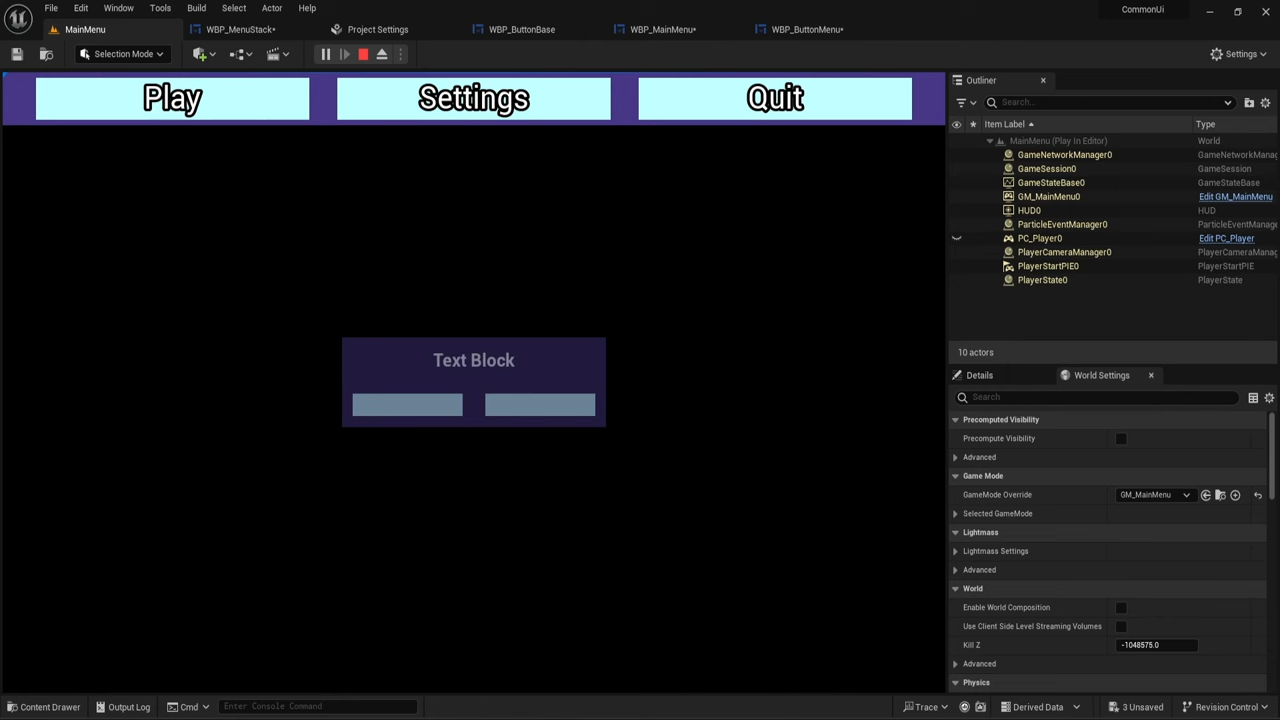 File Edit Window Tools Build Select Actor Help CommonUi
MainMenu WBP_MenuStack* Project Settings WBP_ButtonBase WBP_MainMenu* WBP_ButtonMenu*
Selection Mode Settings
Play Settings Quit
Outliner
Search...
Item Label Type
MainMenu (Play In Editor) World
GameNetworkManager0 GameNetworkManag
GameSession0 GameSession
GameStateBase0 GameStateBase
GM_MainMenu0 Edit GM_MainMenu
HUD0 HUD
ParticleEventManager0 ParticleEventManag
PC_Player0 Edit PC_Player
PlayerCameraManager0 PlayerCameraManag
PlayerStartPIE0 PlayerStartPIE
PlayerState0 PlayerState
10 actors
Text Block
Details World Settings
Search
Precomputed Visibility
Precompute Visibility
Advanced
Game Mode
GameMode Override GM_MainMenu
Selected GameMode
Lightmass
Lightmass Settings
Advanced
World
Enable World Composition
Use Client Side Level Streaming Volumes
Kill Z -1048575.0
Advanced
Physics
Content Drawer Output Log Cmd Enter Console Command Trace Derived Data 3 Unsaved Revision Control